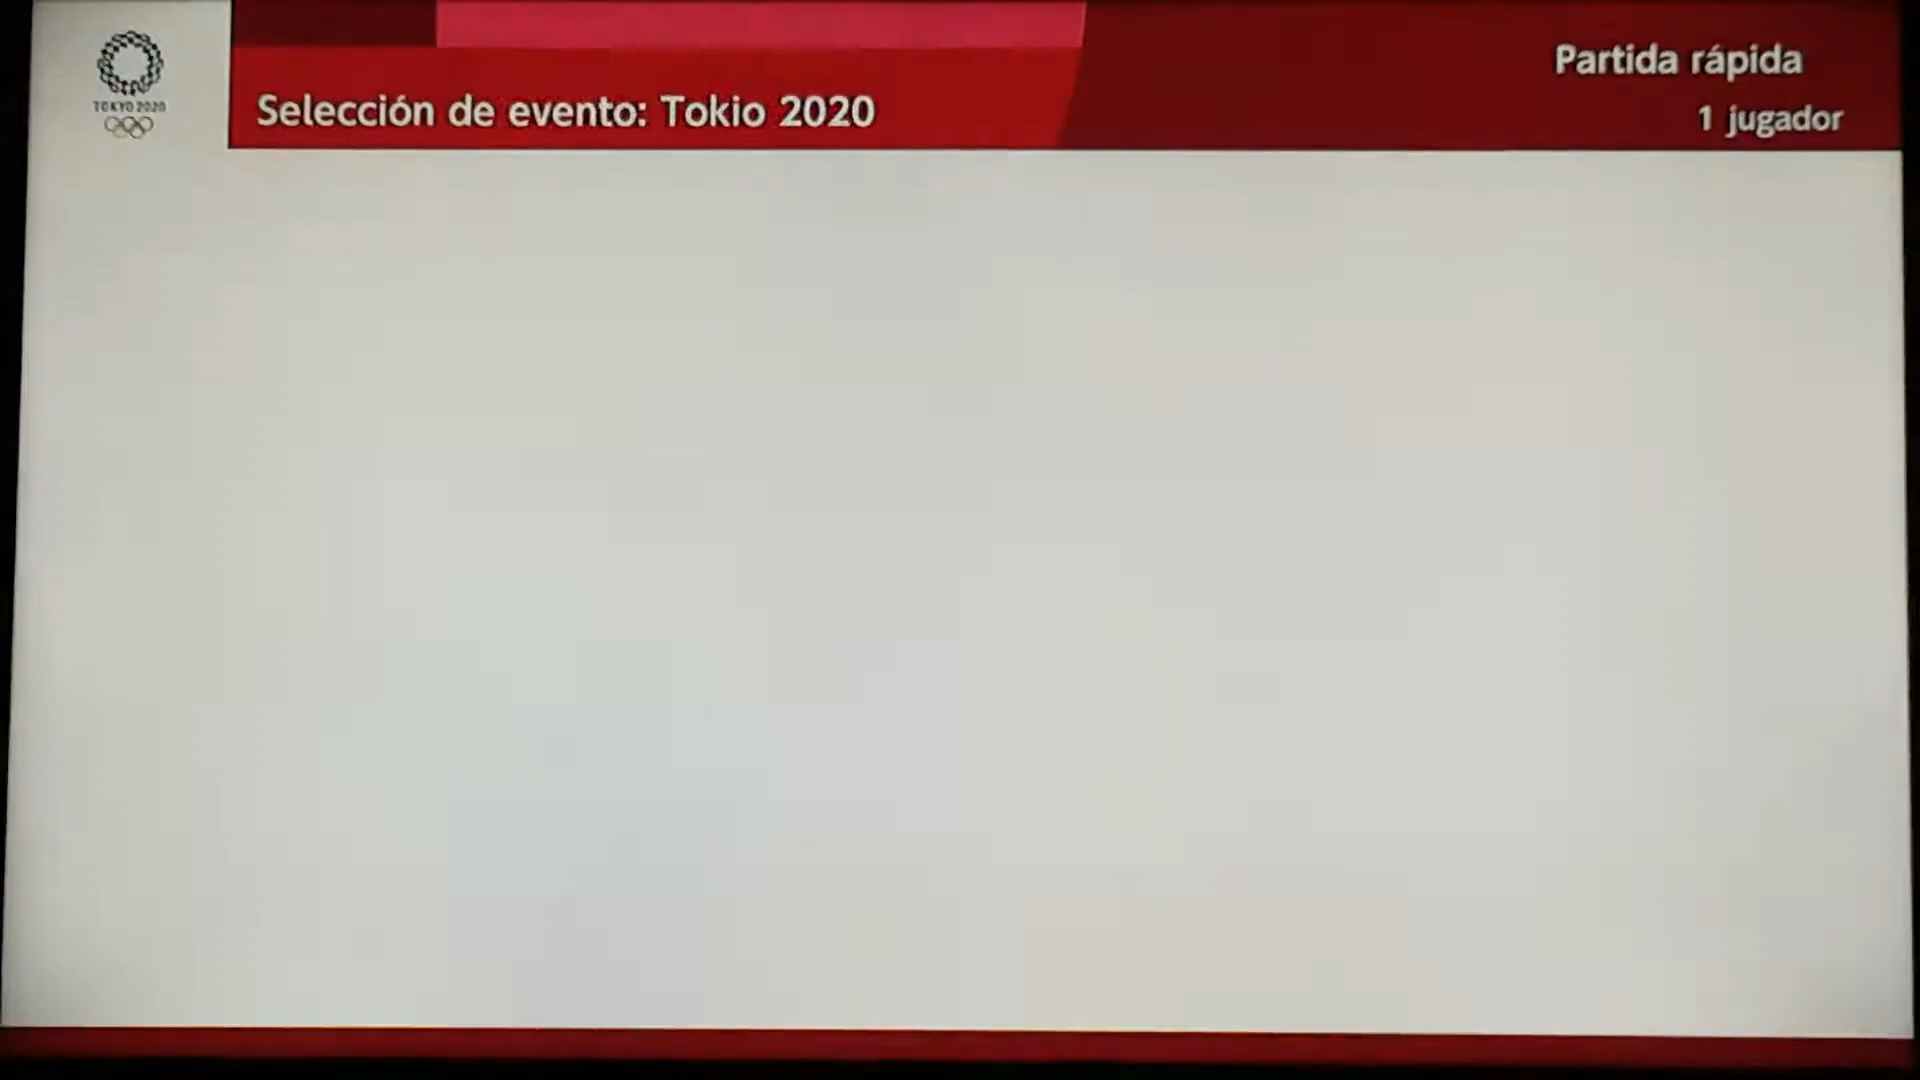 TOKYO 2020
Selección de evento: Tokio 2020
Partida rápida
1 jugador